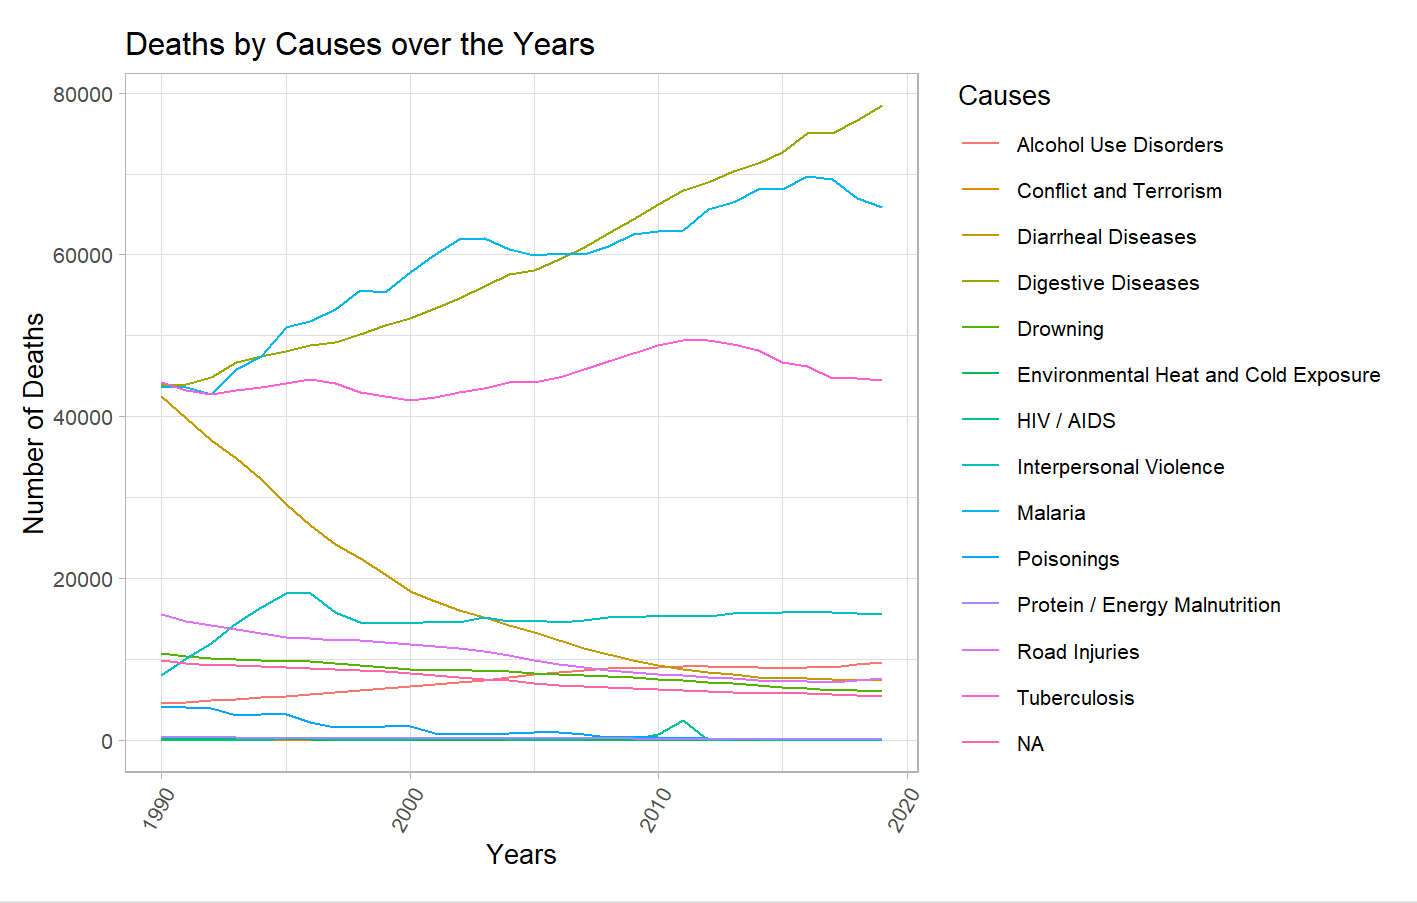 Deaths by Causes over the Years
Number of Deaths
80000
60000
40000
20000
0
1990
2000
2010
2020
Years
Causes
Alcohol Use Disorders
Conflict and Terrorism
Diarrheal Diseases
Digestive Diseases
Drowning
Environmental Heat and Cold Exposure
HIV / AIDS
Interpersonal Violence
Malaria
Poisonings
Protein / Energy Malnutrition
Road Injuries
Tuberculosis
NA